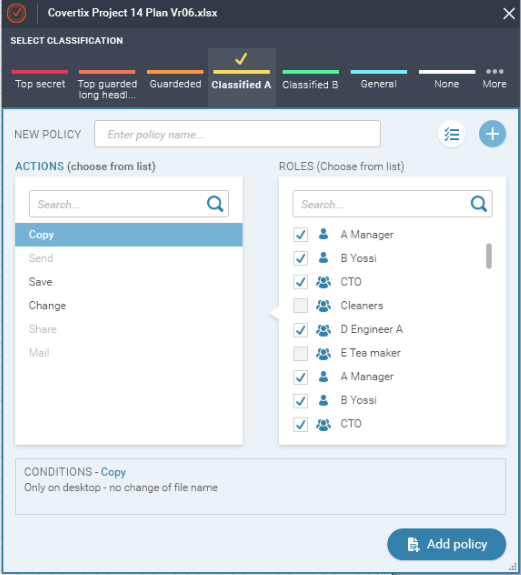 Covertix Project 14 Plan Vr06.xlsx
SELECT CLASSIFICATION
Top secret
Top guarded
long headl...
Guardeded
Classified A
Classified B
General
None
More
NEW POLICY
Enter policy name...
ACTIONS (choose from list)
Search...
Copy
Send
Save
Change
Share
Mail
ROLES (Choose from list)
Search...
A Manager
B Yossi
CTO
Cleaners
D Engineer A
E Tea maker
A Manager
B Yossi
CTO
CONDITIONS - Copy
Only on desktop - no change of file name
Add policy